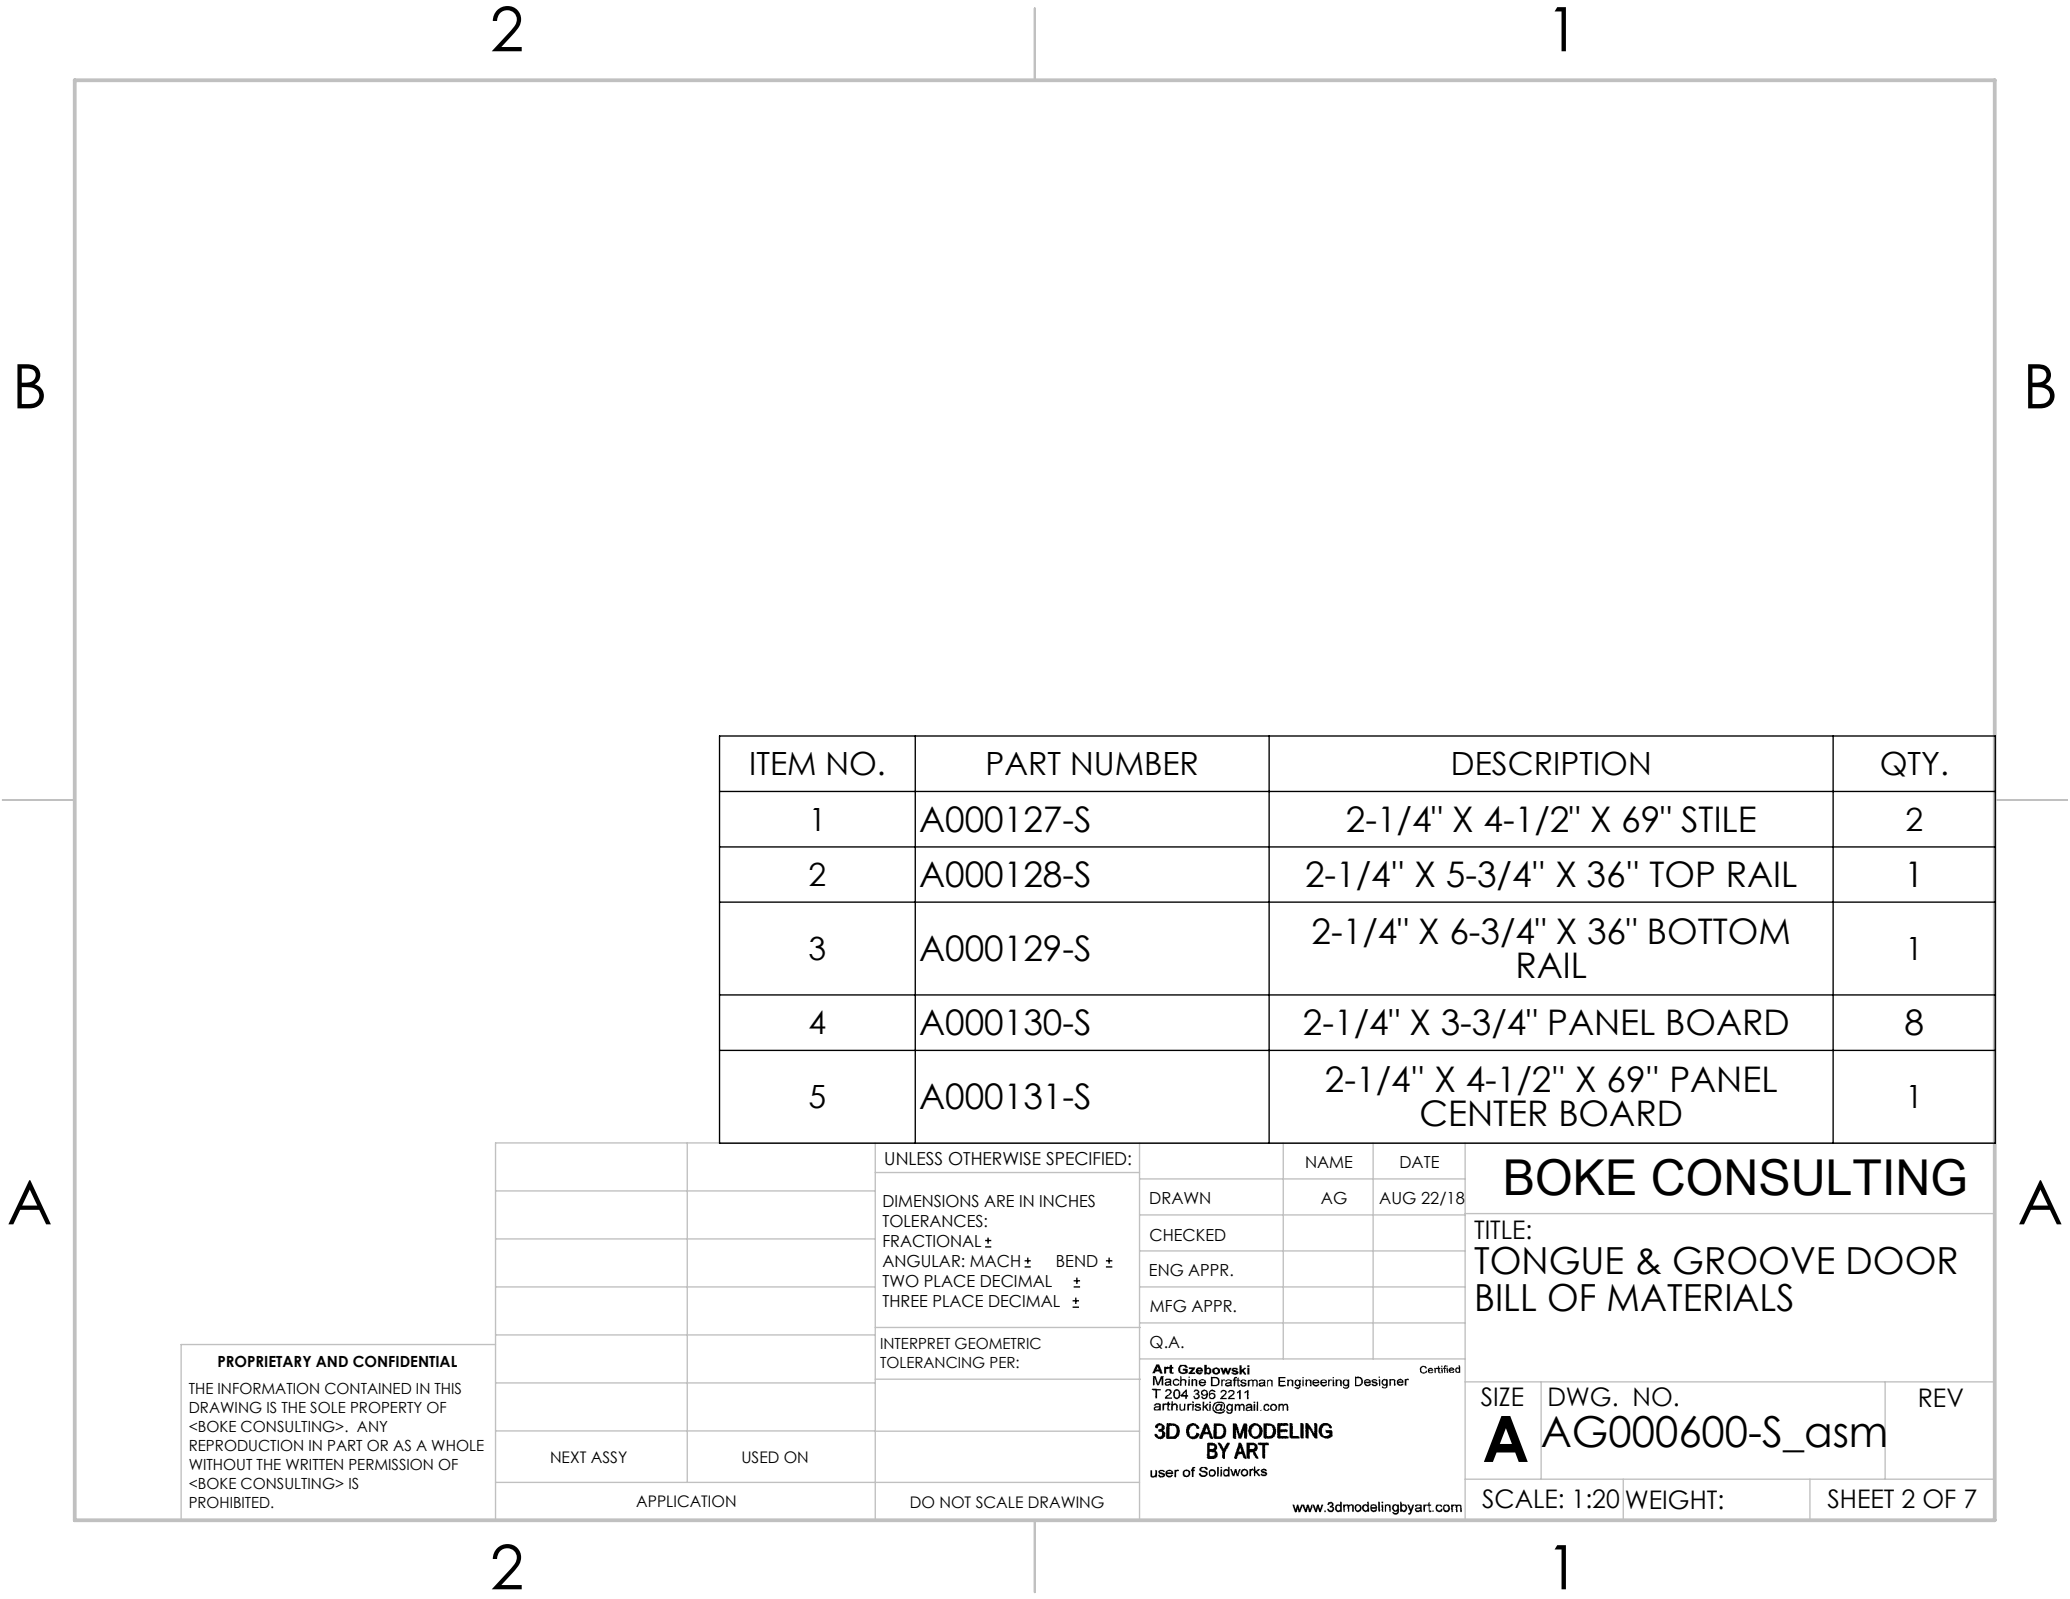 2
1
B
B
ITEM NO. PART NUMBER DESCRIPTION QTY.
1 A000127-S 2-1/4" X 4-1/2" X 69" STILE 2
2 A000128-S 2-1/4" X 5-3/4" X 36" TOP RAIL 1
3 A000129-S 2-1/4" X 6-3/4" X 36" BOTTOM RAIL 1
4 A000130-S 2-1/4" X 3-3/4" PANEL BOARD 8
5 A000131-S 2-1/4" X 4-1/2" X 69" PANEL CENTER BOARD 1
A
A
PROPRIETARY AND CONFIDENTIAL
THE INFORMATION CONTAINED IN THIS
DRAWING IS THE SOLE PROPERTY OF
<BOKE CONSULTING>. ANY
REPRODUCTION IN PART OR AS A WHOLE
WITHOUT THE WRITTEN PERMISSION OF
<BOKE CONSULTING> IS
PROHIBITED.
NEXT ASSY USED ON
APPLICATION
UNLESS OTHERWISE SPECIFIED:
DIMENSIONS ARE IN INCHES
TOLERANCES:
FRACTIONAL ±
ANGULAR: MACH ± BEND ±
TWO PLACE DECIMAL ±
THREE PLACE DECIMAL ±
INTERPRET GEOMETRIC
TOLERANCING PER:
DO NOT SCALE DRAWING
NAME DATE
DRAWN AG AUG 22/18
CHECKED
ENG APPR.
MFG APPR.
Q.A.
Art Gzebowski Certified
Machine Draftsman Engineering Designer
T 204 396 2211
arthuriski@gmail.com
3D CAD MODELING
BY ART
user of Solidworks
www.3dmodelingbyart.com
BOKE CONSULTING
TITLE:
TONGUE & GROOVE DOOR
BILL OF MATERIALS
SIZE DWG. NO. REV
A AG000600-S_asm
SCALE: 1:20 WEIGHT: SHEET 2 OF 7
2
1